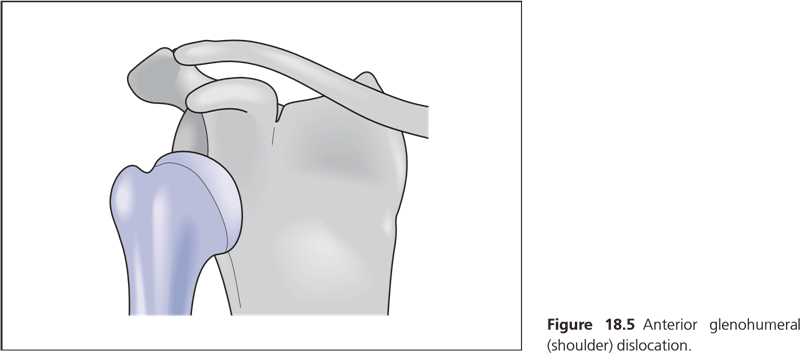 Figure 18.5 Anterior glenohumeral
(shoulder) dislocation.